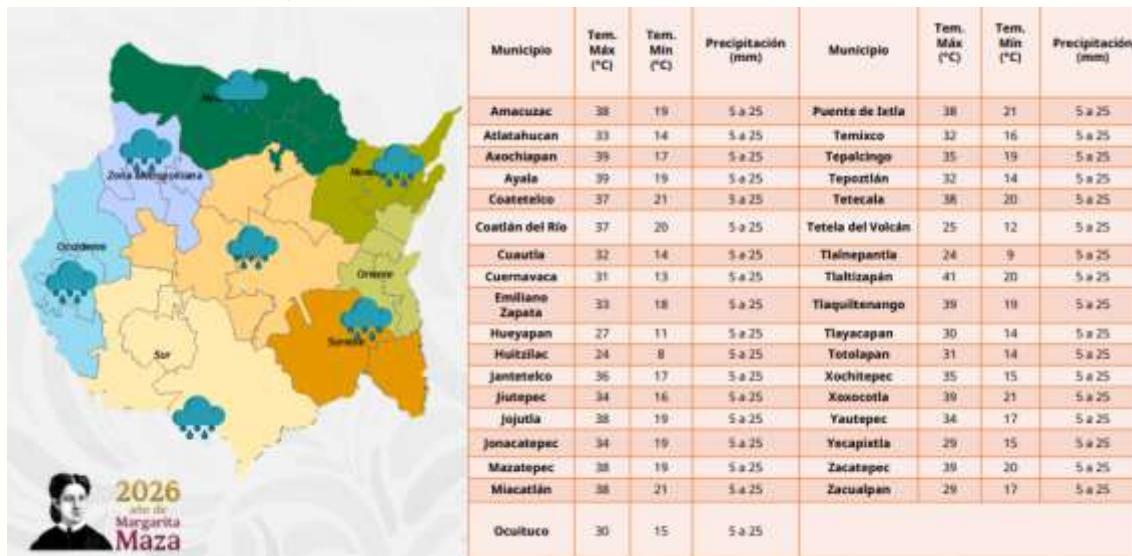 Zona Metropolitana
Occidente
Oriente
Sur
2026
año de
Margarita
Maza
Municipio Tem. Máx (°C) Tem. Min (°C) Precipitación (mm) Municipio Tem. Máx (°C) Tem. Min (°C) Precipitación (mm)
Amacuzac 38 19 5 a 25 Puente de Ixtla 38 21 5 a 25
Atlatahucan 33 14 5 a 25 Temixco 32 16 5 a 25
Axochiapan 39 17 5 a 25 Tepalcingo 35 19 5 a 25
Ayala 39 19 5 a 25 Tepoztlán 32 14 5 a 25
Coatetelco 37 21 5 a 25 Tetecala 38 20 5 a 25
Coatlán del Río 37 20 5 a 25 Tetela del Volcán 25 12 5 a 25
Cuautla 32 14 5 a 25 Tlalnepantla 24 9 5 a 25
Cuernavaca 31 13 5 a 25 Tlaltizapán 41 20 5 a 25
Emiliano Zapata 33 18 5 a 25 Tlaquiltenango 39 19 5 a 25
Hueyapan 27 11 5 a 25 Tlayacapan 30 14 5 a 25
Huitzilac 24 8 5 a 25 Totolapan 31 14 5 a 25
Jantetelco 36 17 5 a 25 Xochitepec 35 15 5 a 25
Jiutepec 34 16 5 a 25 Xoxocotla 39 21 5 a 25
Jojutla 38 19 5 a 25 Yautepec 34 17 5 a 25
Jonacatepec 34 19 5 a 25 Yecapixtla 29 15 5 a 25
Mazatepec 38 19 5 a 25 Zacatepec 39 20 5 a 25
Miacatlán 38 21 5 a 25 Zacualpan 29 17 5 a 25
Ocuituco 30 15 5 a 25